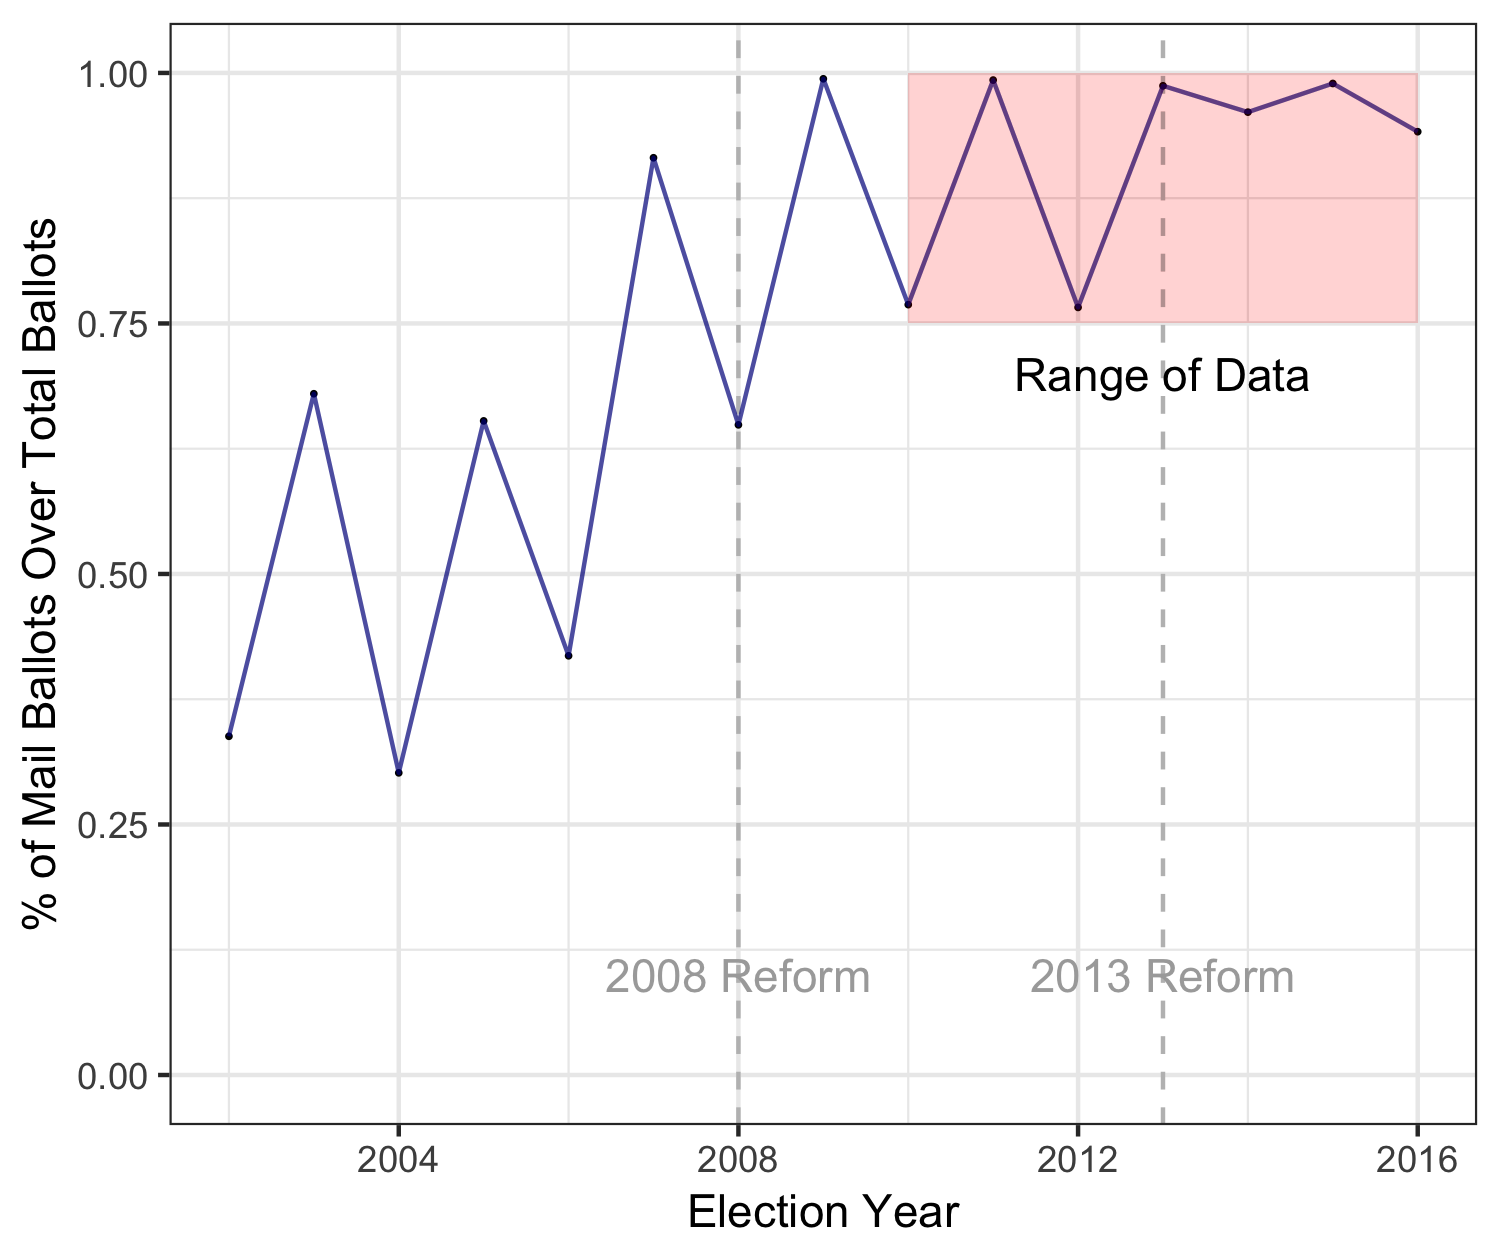 % of Mail Ballots Over Total Ballots
1.00
0.75
0.50
0.25
0.00
Range of Data
2008 Reform
2013 Reform
2004
2008
2012
2016
Election Year